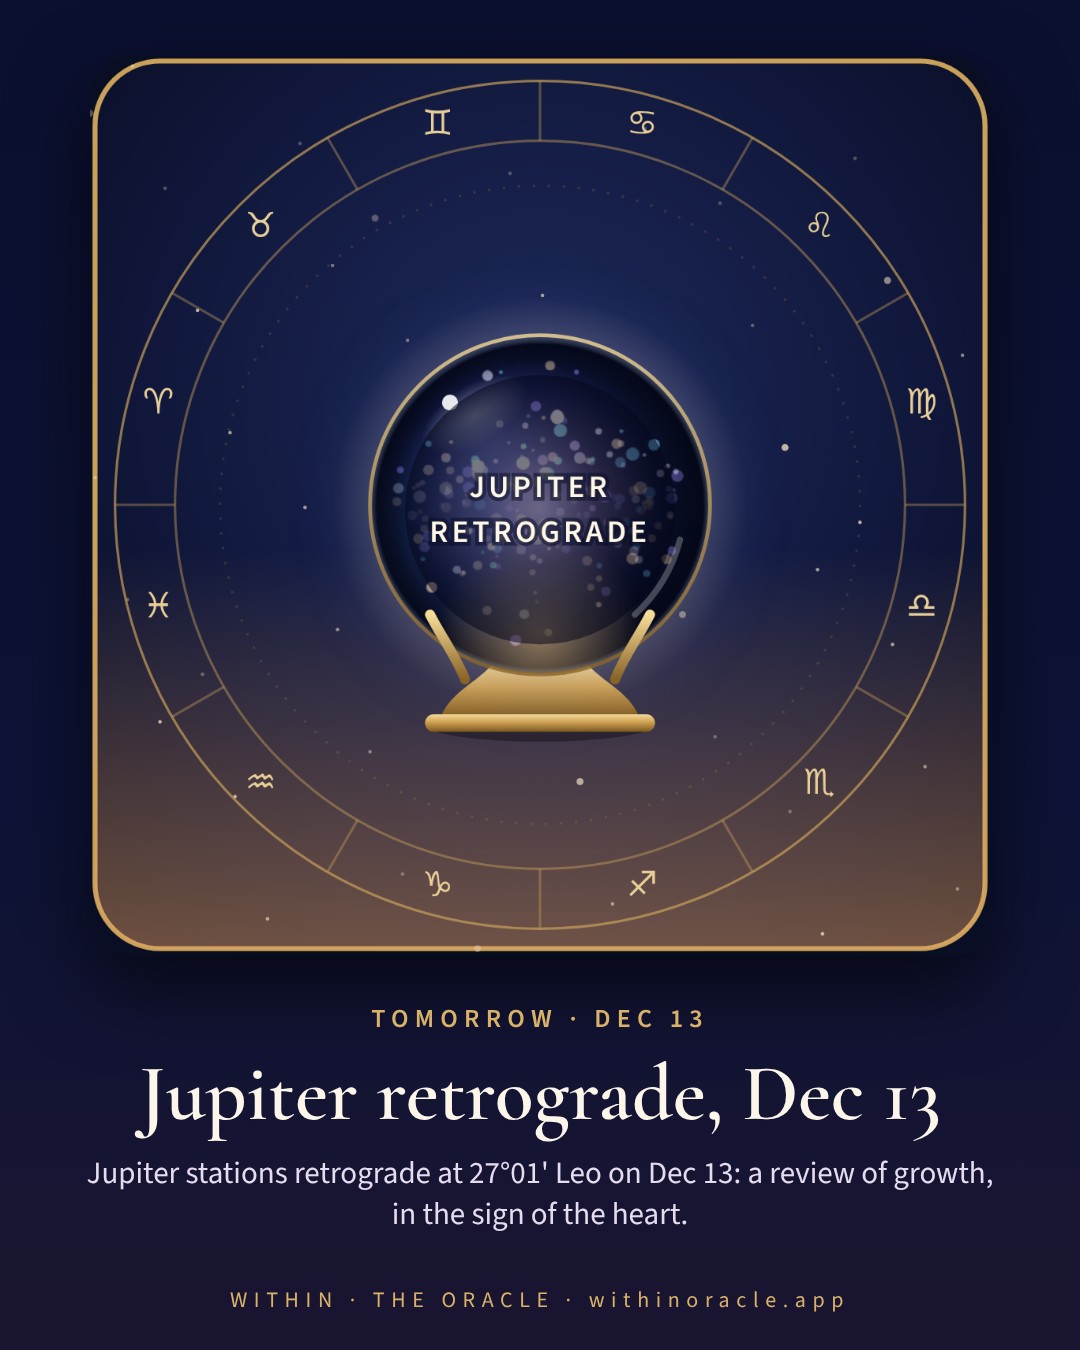 ♊ ♋
♉ ♌
♈ ♍
JUPITER
RETROGRADE
♓ ♎
♒ ♏
♑ ♐
TOMORROW · DEC 13
Jupiter retrograde, Dec 13
Jupiter stations retrograde at 27°01' Leo on Dec 13: a review of growth,
in the sign of the heart.
WITHIN · THE ORACLE · withinoracle.app